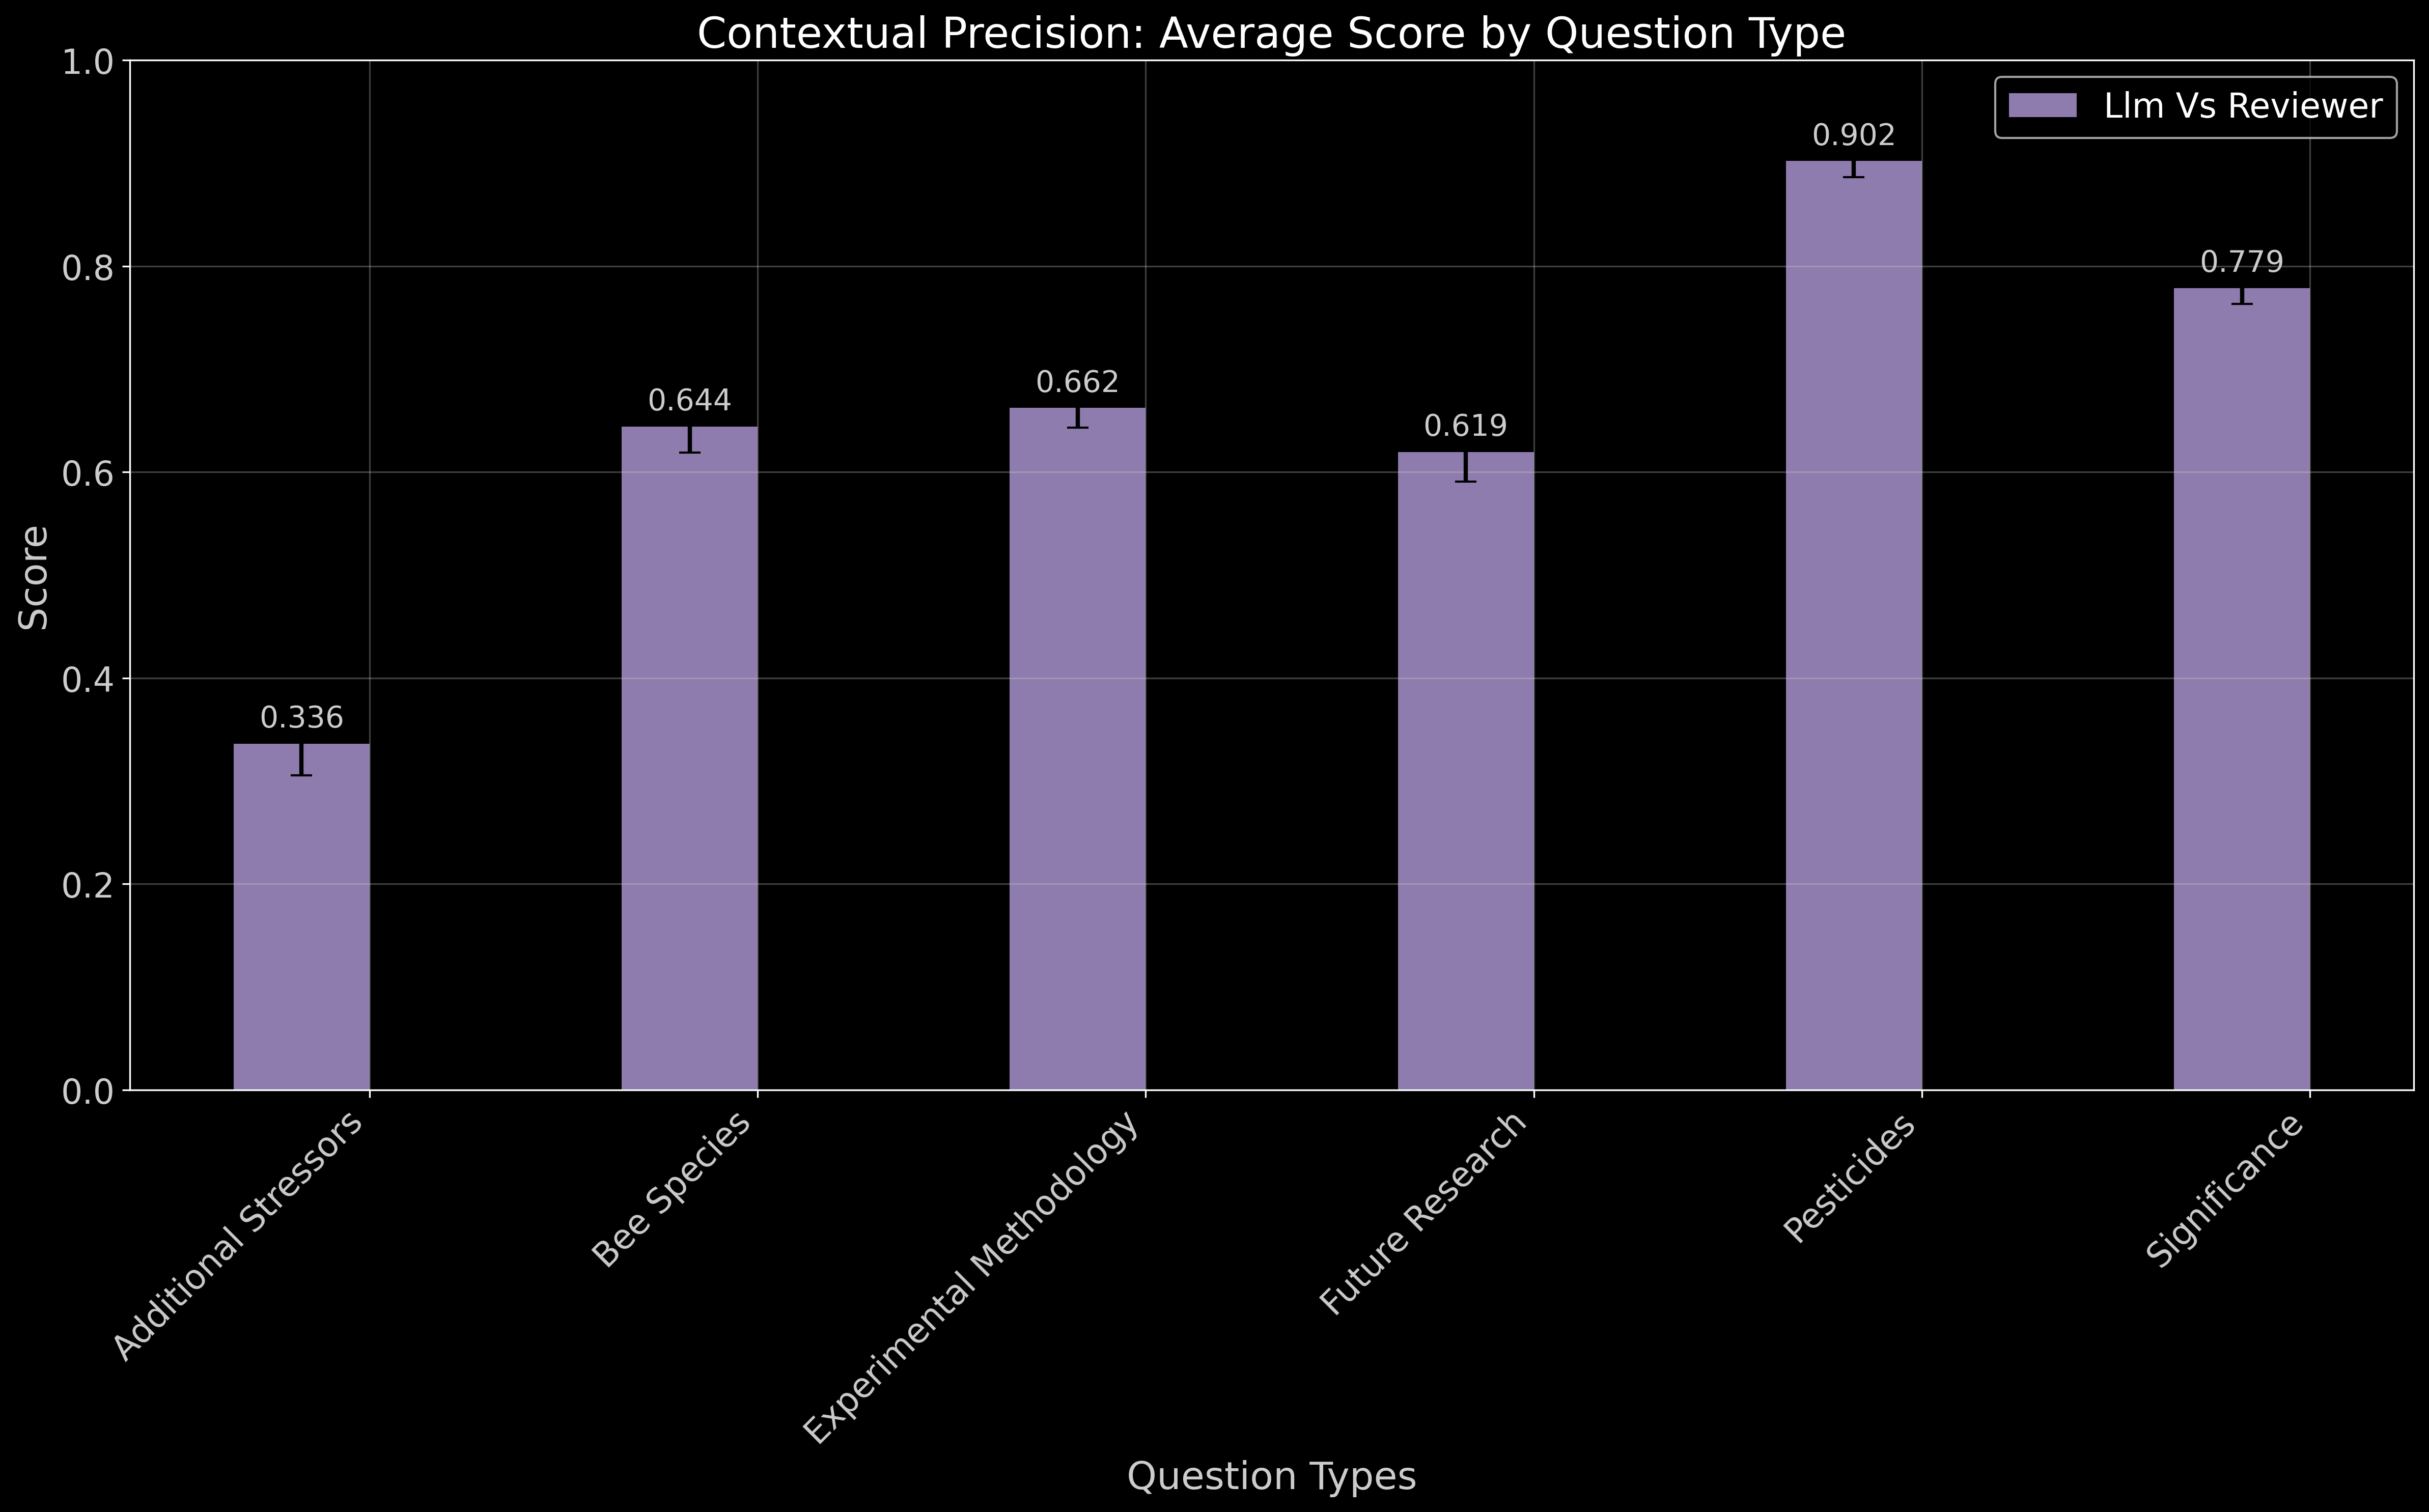 Contextual Precision: Average Score by Question Type
Llm Vs Reviewer
Score
1.0
0.8
0.6
0.4
0.2
0.0
0.336
0.644
0.662
0.619
0.902
0.779
Additional Stressors
Bee Species
Experimental Methodology
Future Research
Pesticides
Significance
Question Types